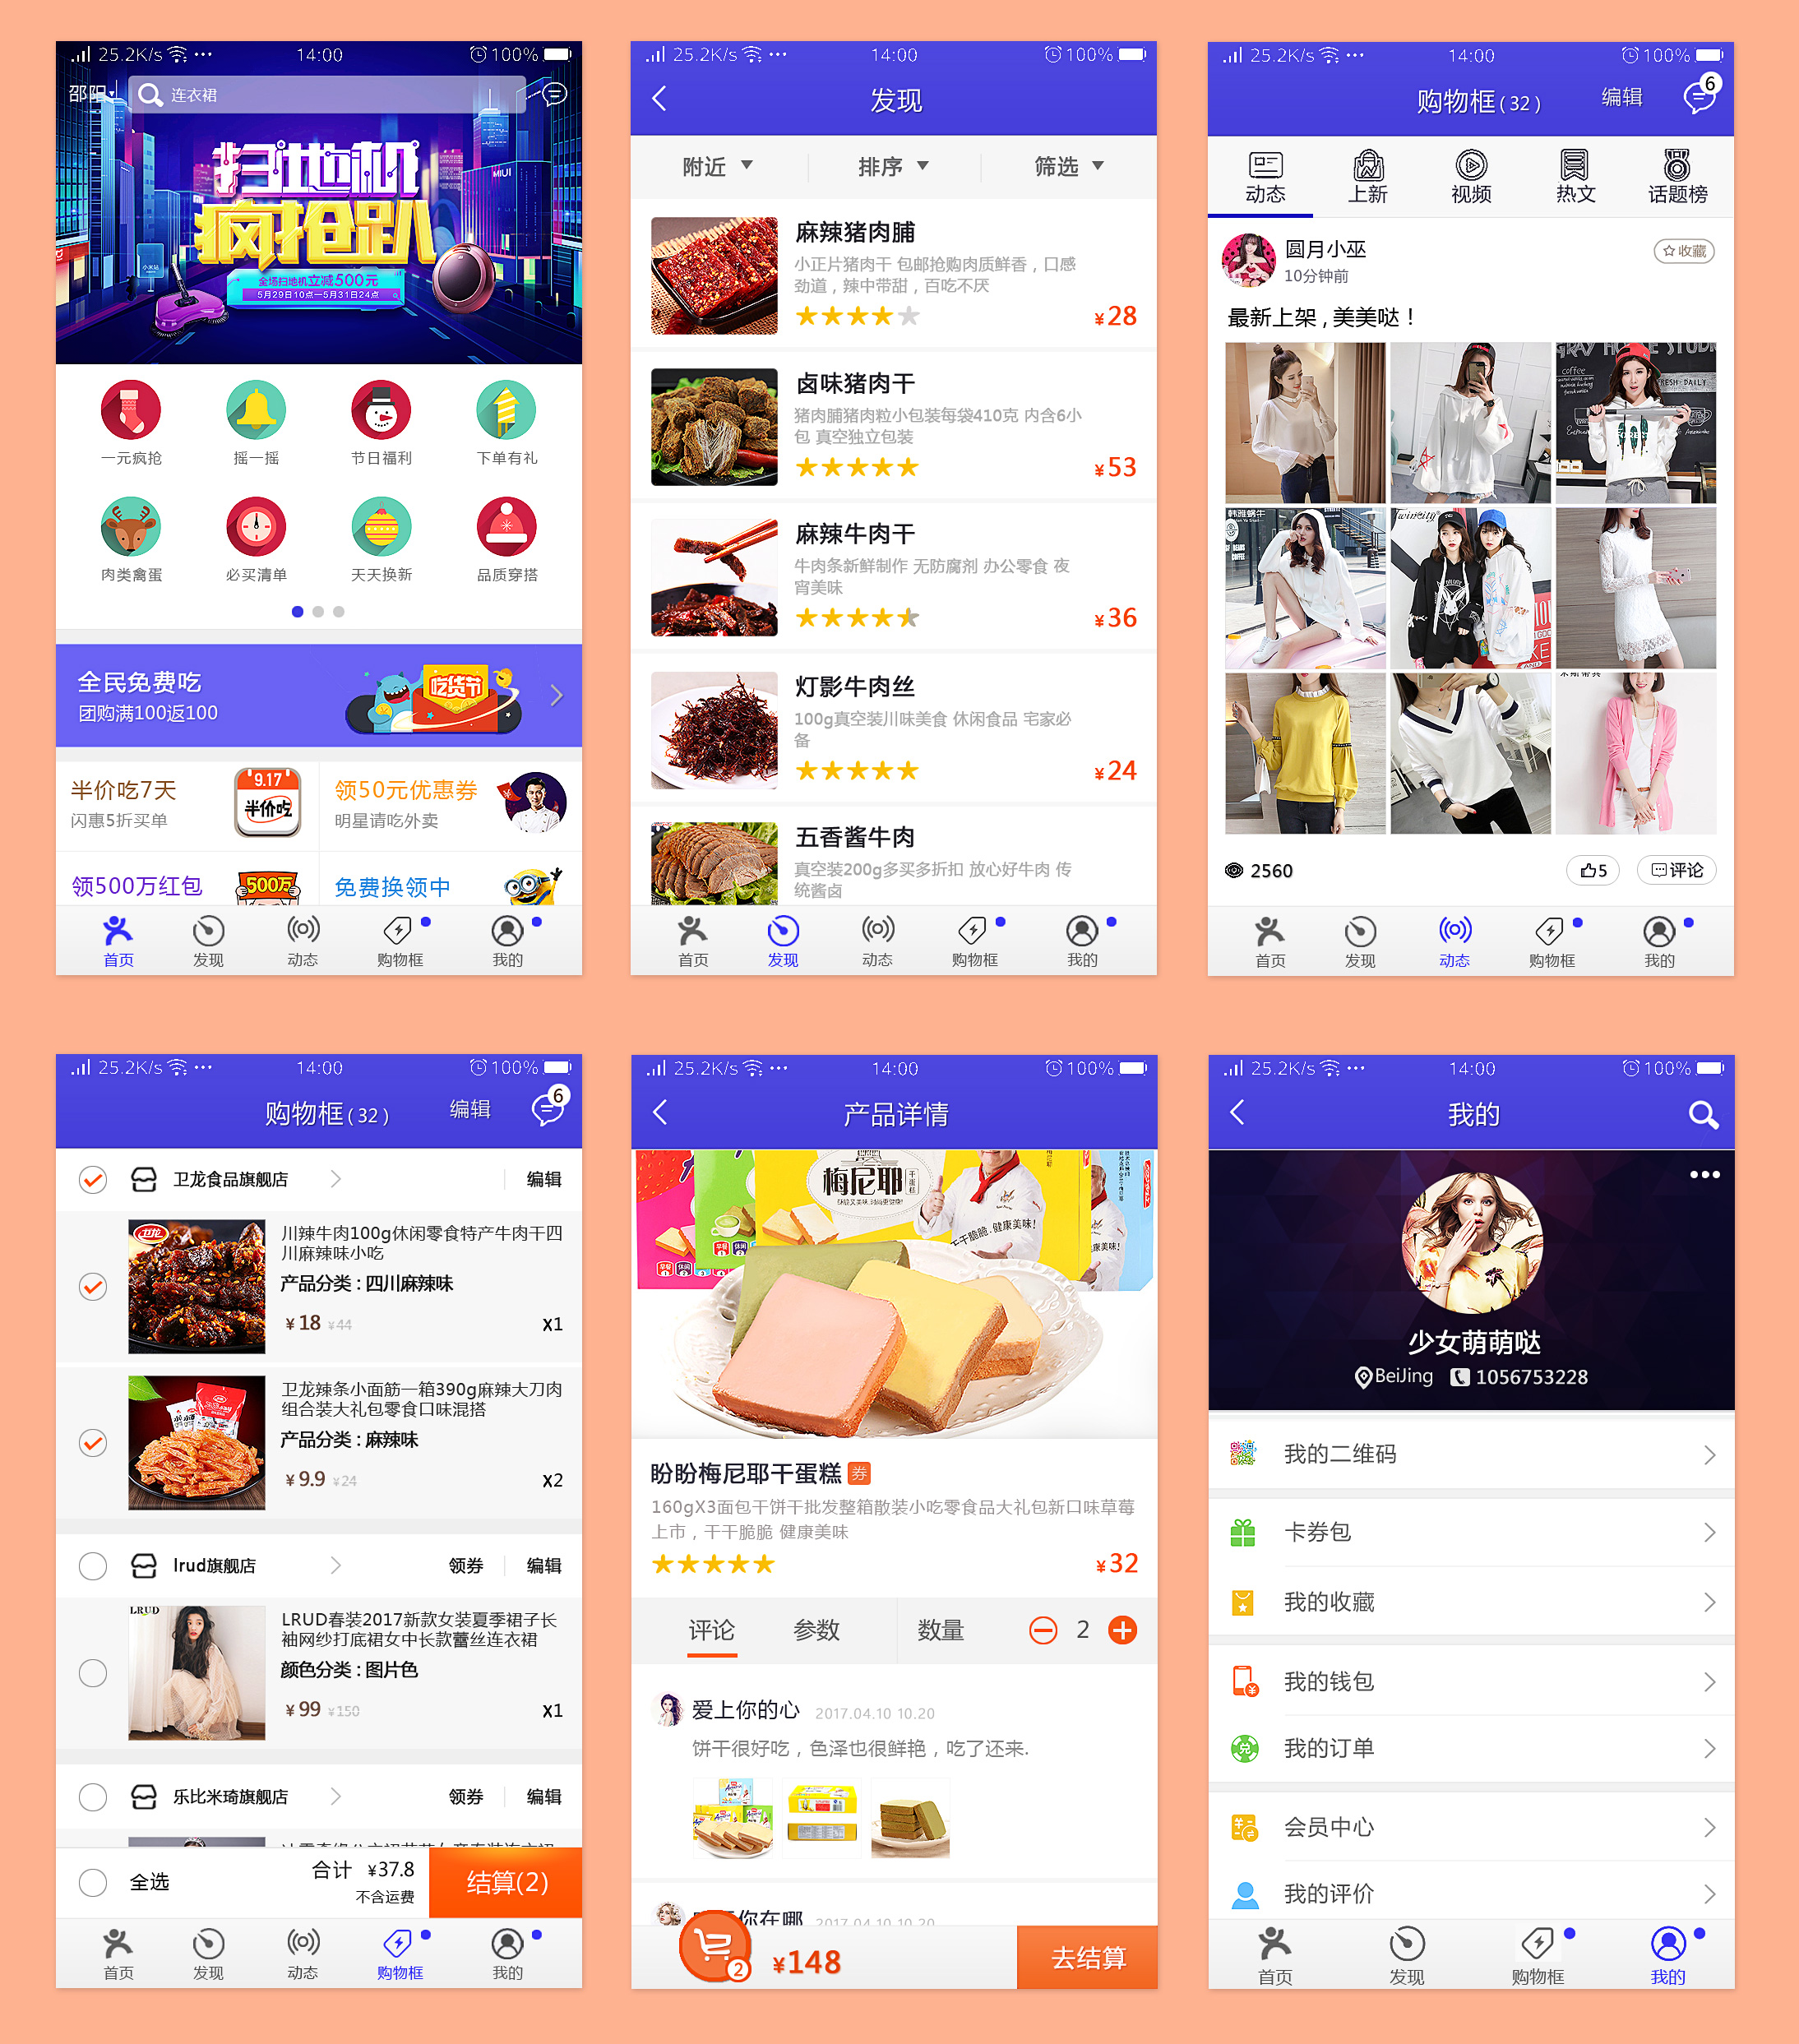 25.2K/s 14:00 100%
邵阳 连衣裙
MIUI
扫地机
疯抢趴
小米站
全场扫地机立减500元
5月29日10点—5月31日24点
一元疯抢 摇一摇 节日福利 下单有礼
肉类禽蛋 必买清单 天天换新 品质穿搭
全民免费吃
团购满100返100
吃货节
半价吃7天
闪惠5折买单
9.17
半价吃
领50元优惠券
明星请吃外卖
领500万红包
500万
免费换领中
首页 发现 动态 购物框 我的
25.2K/s 14:00 100%
发现
附近 排序 筛选
麻辣猪肉脯
小正片猪肉干 包邮抢购肉质鲜香，口感
劲道，辣中带甜，百吃不厌
¥28
卤味猪肉干
猪肉脯猪肉粒小包装每袋410克 内含6小
包 真空独立包装
¥53
麻辣牛肉干
牛肉条新鲜制作 无防腐剂 办公零食 夜
宵美味
¥36
灯影牛肉丝
100g真空装川味美食 休闲食品 宅家必
备
¥24
五香酱牛肉
真空装200g多买多折扣 放心好牛肉 传
统酱卤
首页 发现 动态 购物框 我的
25.2K/s 14:00 100%
购物框(32) 编辑 6
动态 上新 视频 热文 话题榜
圆月小巫
10分钟前
收藏
最新上架，美美哒！
coffee
FRESH·DAILY
韩雅蜗牛
Twincity
2560 5 评论
首页 发现 动态 购物框 我的
25.2K/s 14:00 100%
购物框(32) 编辑 6
卫龙食品旗舰店 编辑
卫龙
川辣牛肉100g休闲零食特产牛肉干四
川麻辣味小吃
产品分类：四川麻辣味
¥18 ¥44 X1
卫龙辣条小面筋一箱390g麻辣大刀肉
组合装大礼包零食口味混搭
产品分类：麻辣味
¥9.9 ¥24 X2
lrud旗舰店 领券 编辑
LRUD
LRUD春装2017新款女装夏季裙子长
袖网纱打底裙女中长款蕾丝连衣裙
颜色分类：图片色
¥99 ¥150 X1
乐比米琦旗舰店 领券 编辑
全选 合计 ¥37.8
不含运费
结算(2)
首页 发现 动态 购物框 我的
25.2K/s 14:00 100%
产品详情
梅尼耶
干蛋糕
干干脆脆，健康美味！
盼盼梅尼耶干蛋糕 券
160gX3面包干饼干批发整箱散装小吃零食品大礼包新口味草莓
上市，干干脆脆 健康美味
¥32
评论 参数 数量 2
爱上你的心 2017.04.10 10.20
饼干很好吃，色泽也很鲜艳，吃了还来.
你在哪 2017.04.10 10.20
2 ¥148 去结算
25.2K/s 14:00 100%
我的
少女萌萌哒
BeiJing 1056753228
我的二维码
卡券包
我的收藏
我的钱包
我的订单
会员中心
我的评价
首页 发现 购物框 我的